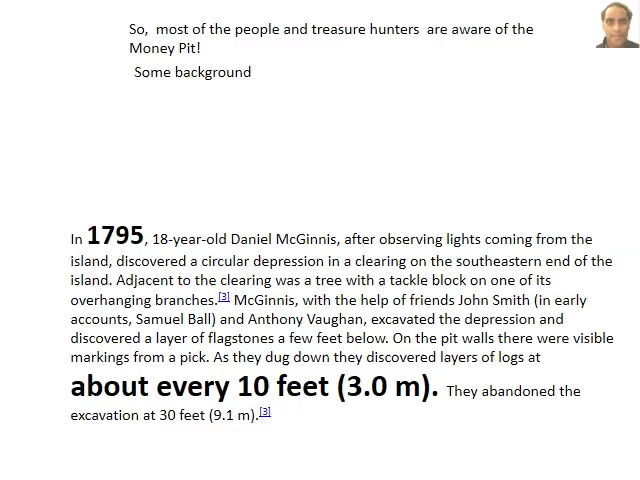 So,  most of the people and treasure hunters  are aware of the
Money Pit!
Some background
In 1795, 18-year-old Daniel McGinnis, after observing lights coming from the
island, discovered a circular depression in a clearing on the southeastern end of the
island. Adjacent to the clearing was a tree with a tackle block on one of its
overhanging branches.[3] McGinnis, with the help of friends John Smith (in early
accounts, Samuel Ball) and Anthony Vaughan, excavated the depression and
discovered a layer of flagstones a few feet below. On the pit walls there were visible
markings from a pick. As they dug down they discovered layers of logs at
about every 10 feet (3.0 m). They abandoned the
excavation at 30 feet (9.1 m).[3]